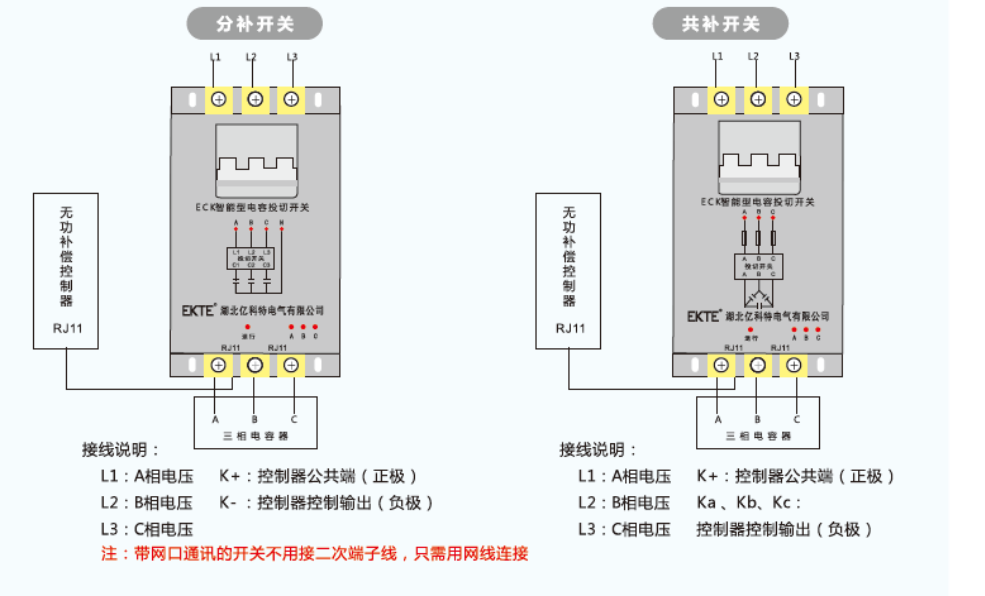 分补开关
L1 L2 L3
ECK智能型电容投切开关
A B C N
L1 L2 L3
投切开关
C1 C2 C3
EKTE® 湖北亿科特电气有限公司
运行 A B C
RJ11 RJ11
无功补偿控制器
RJ11
A B C
三相电容器
接线说明：
L1：A相电压 K+：控制器公共端（正极）
L2：B相电压 K-：控制器控制输出（负极）
L3：C相电压
注：带网口通讯的开关不用接二次端子线，只需用网线连接
共补开关
L1 L2 L3
ECK智能型电容投切开关
A B C
A B C
投切开关
A B C
EKTE® 湖北亿科特电气有限公司
运行 A B C
RJ11 RJ11
无功补偿控制器
RJ11
A B C
三相电容器
接线说明：
L1：A相电压 K+：控制器公共端（正极）
L2：B相电压 Ka、Kb、Kc：
L3：C相电压 控制器控制输出（负极）